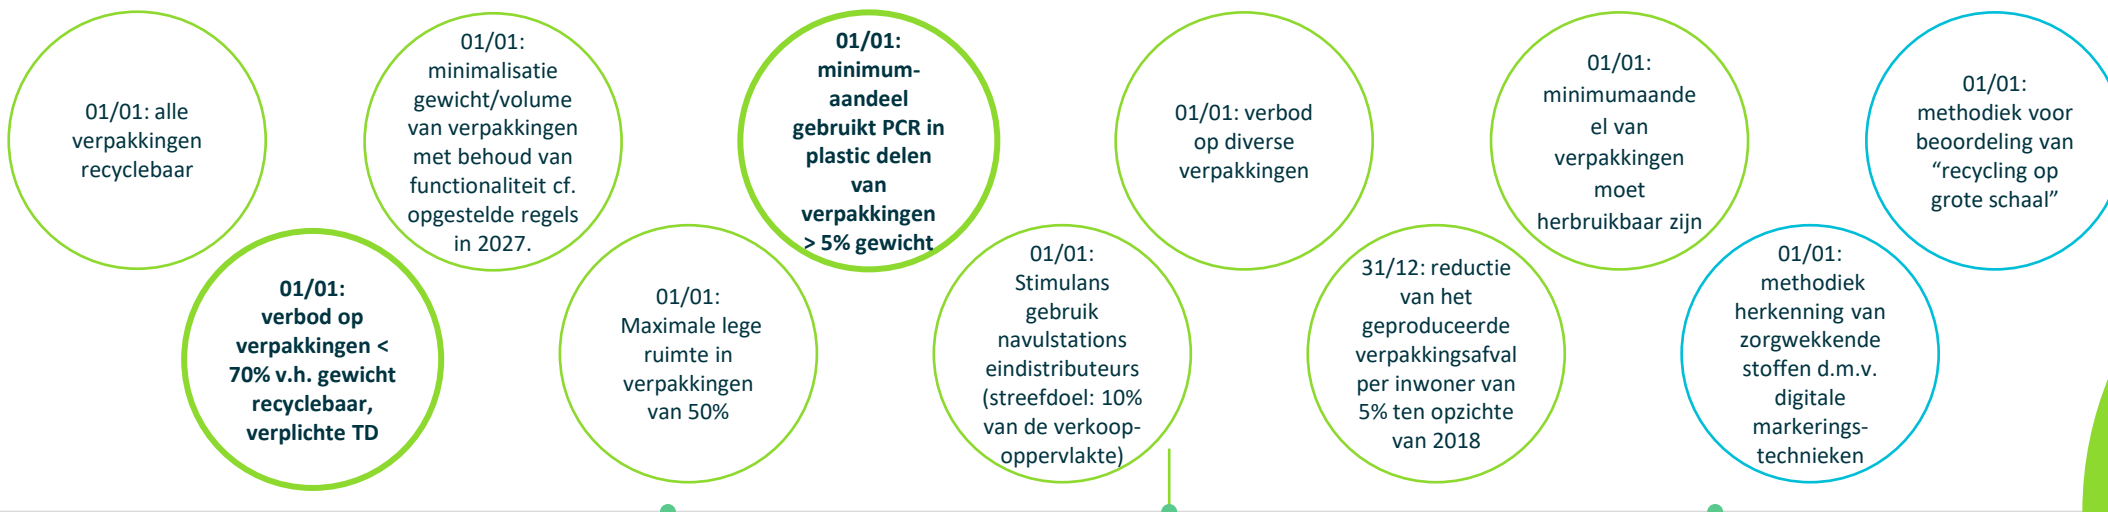 01/01: alle
verpakkingen
recyclebaar
01/01:
verbod op
verpakkingen <
70% v.h. gewicht
recyclebaar,
verplichte TD
01/01:
minimalisatie
gewicht/volume
van verpakkingen
met behoud van
functionaliteit cf.
opgestelde regels
in 2027.
01/01:
Maximale lege
ruimte in
verpakkingen
van 50%
01/01:
minimum-
aandeel
gebruikt PCR in
plastic delen
van
verpakkingen
> 5% gewicht
01/01:
Stimulans
gebruik
navulstations
eindistributeurs
(streefdoel: 10%
van de verkoop-
oppervlakte)
01/01: verbod
op diverse
verpakkingen
31/12: reductie
van het
geproduceerde
verpakkingsafval
per inwoner van
5% ten opzichte
van 2018
01/01:
minimumaande
el van
verpakkingen
moet
herbruikbaar zijn
01/01:
methodiek
herkenning van
zorgwekkende
stoffen d.m.v.
digitale
markerings-
technieken
01/01:
methodiek voor
beoordeling van
“recycling op
grote schaal”